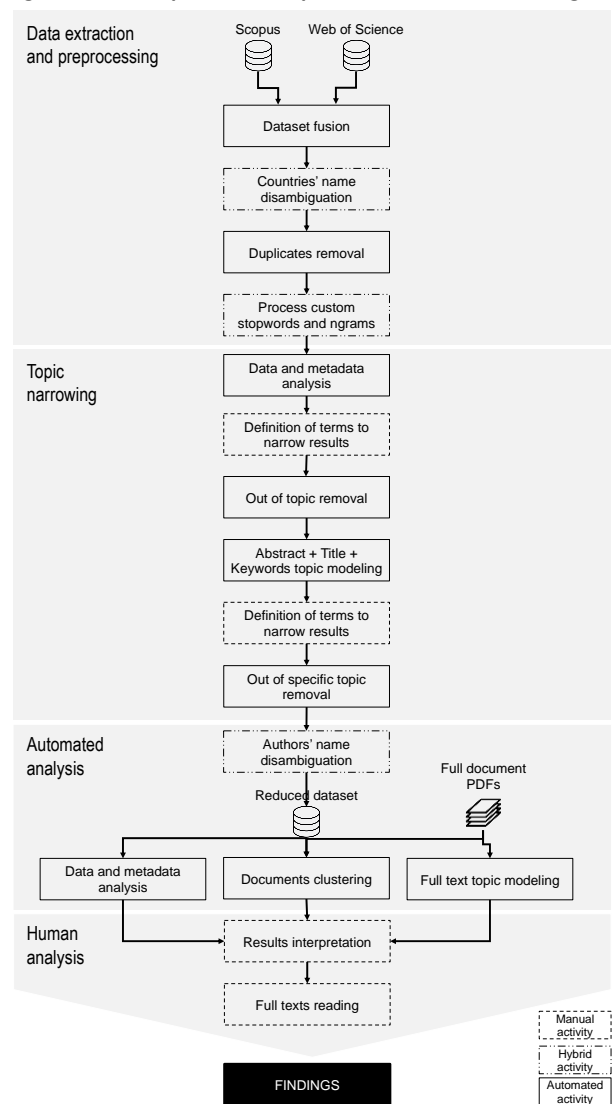 Data extraction
and preprocessing
Scopus
Web of Science
Dataset fusion
Countries' name
disambiguation
Duplicates removal
Process custom
stopwords and ngrams
Topic
narrowing
Data and metadata
analysis
Definition of terms to
narrow results
Out of topic removal
Abstract + Title +
Keywords topic modeling
Definition of terms to
narrow results
Out of specific topic
removal
Automated
analysis
Authors' name
disambiguation
Reduced dataset
Full document
PDFs
Data and metadata
analysis
Documents clustering
Full text topic modeling
Human
analysis
Results interpretation
Full texts reading
FINDINGS
Manual
activity
Hybrid
activity
Automated
activity